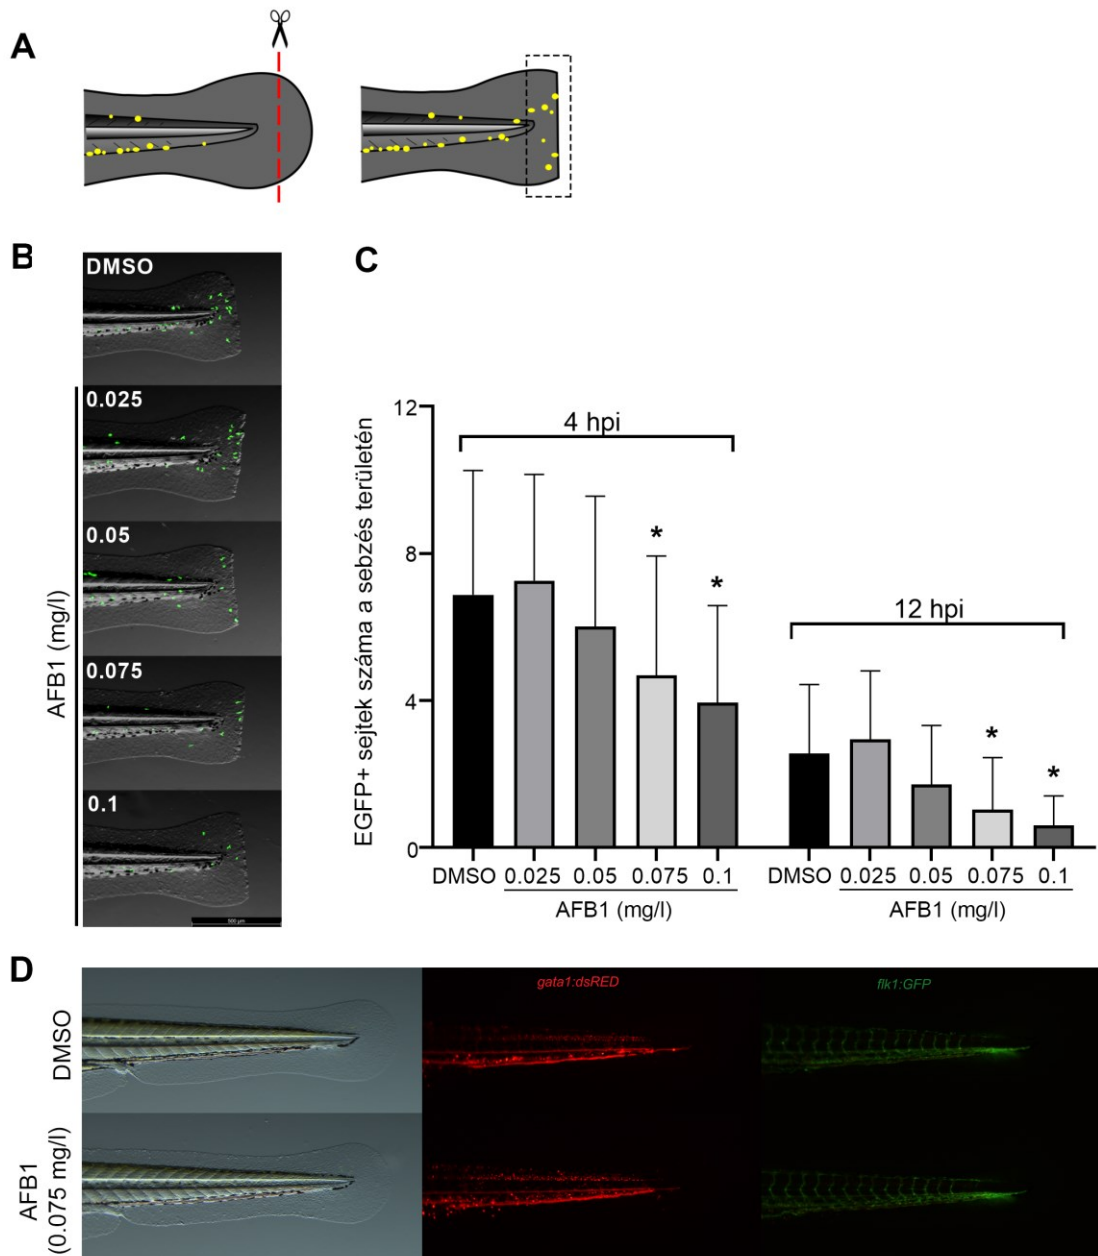 A
B
DMSO
0.025
0.05
0.075
0.1
AFB1 (mg/l)
500 µm
C
EGFP+ sejtek száma a sebzés területén
12
8
4
0
4 hpi
*
*
12 hpi
*
*
DMSO 0.025 0.05 0.075 0.1
AFB1 (mg/l)
DMSO 0.025 0.05 0.075 0.1
AFB1 (mg/l)
D
gata1:dsRED
flk1:GFP
DMSO
AFB1
(0.075 mg/l)